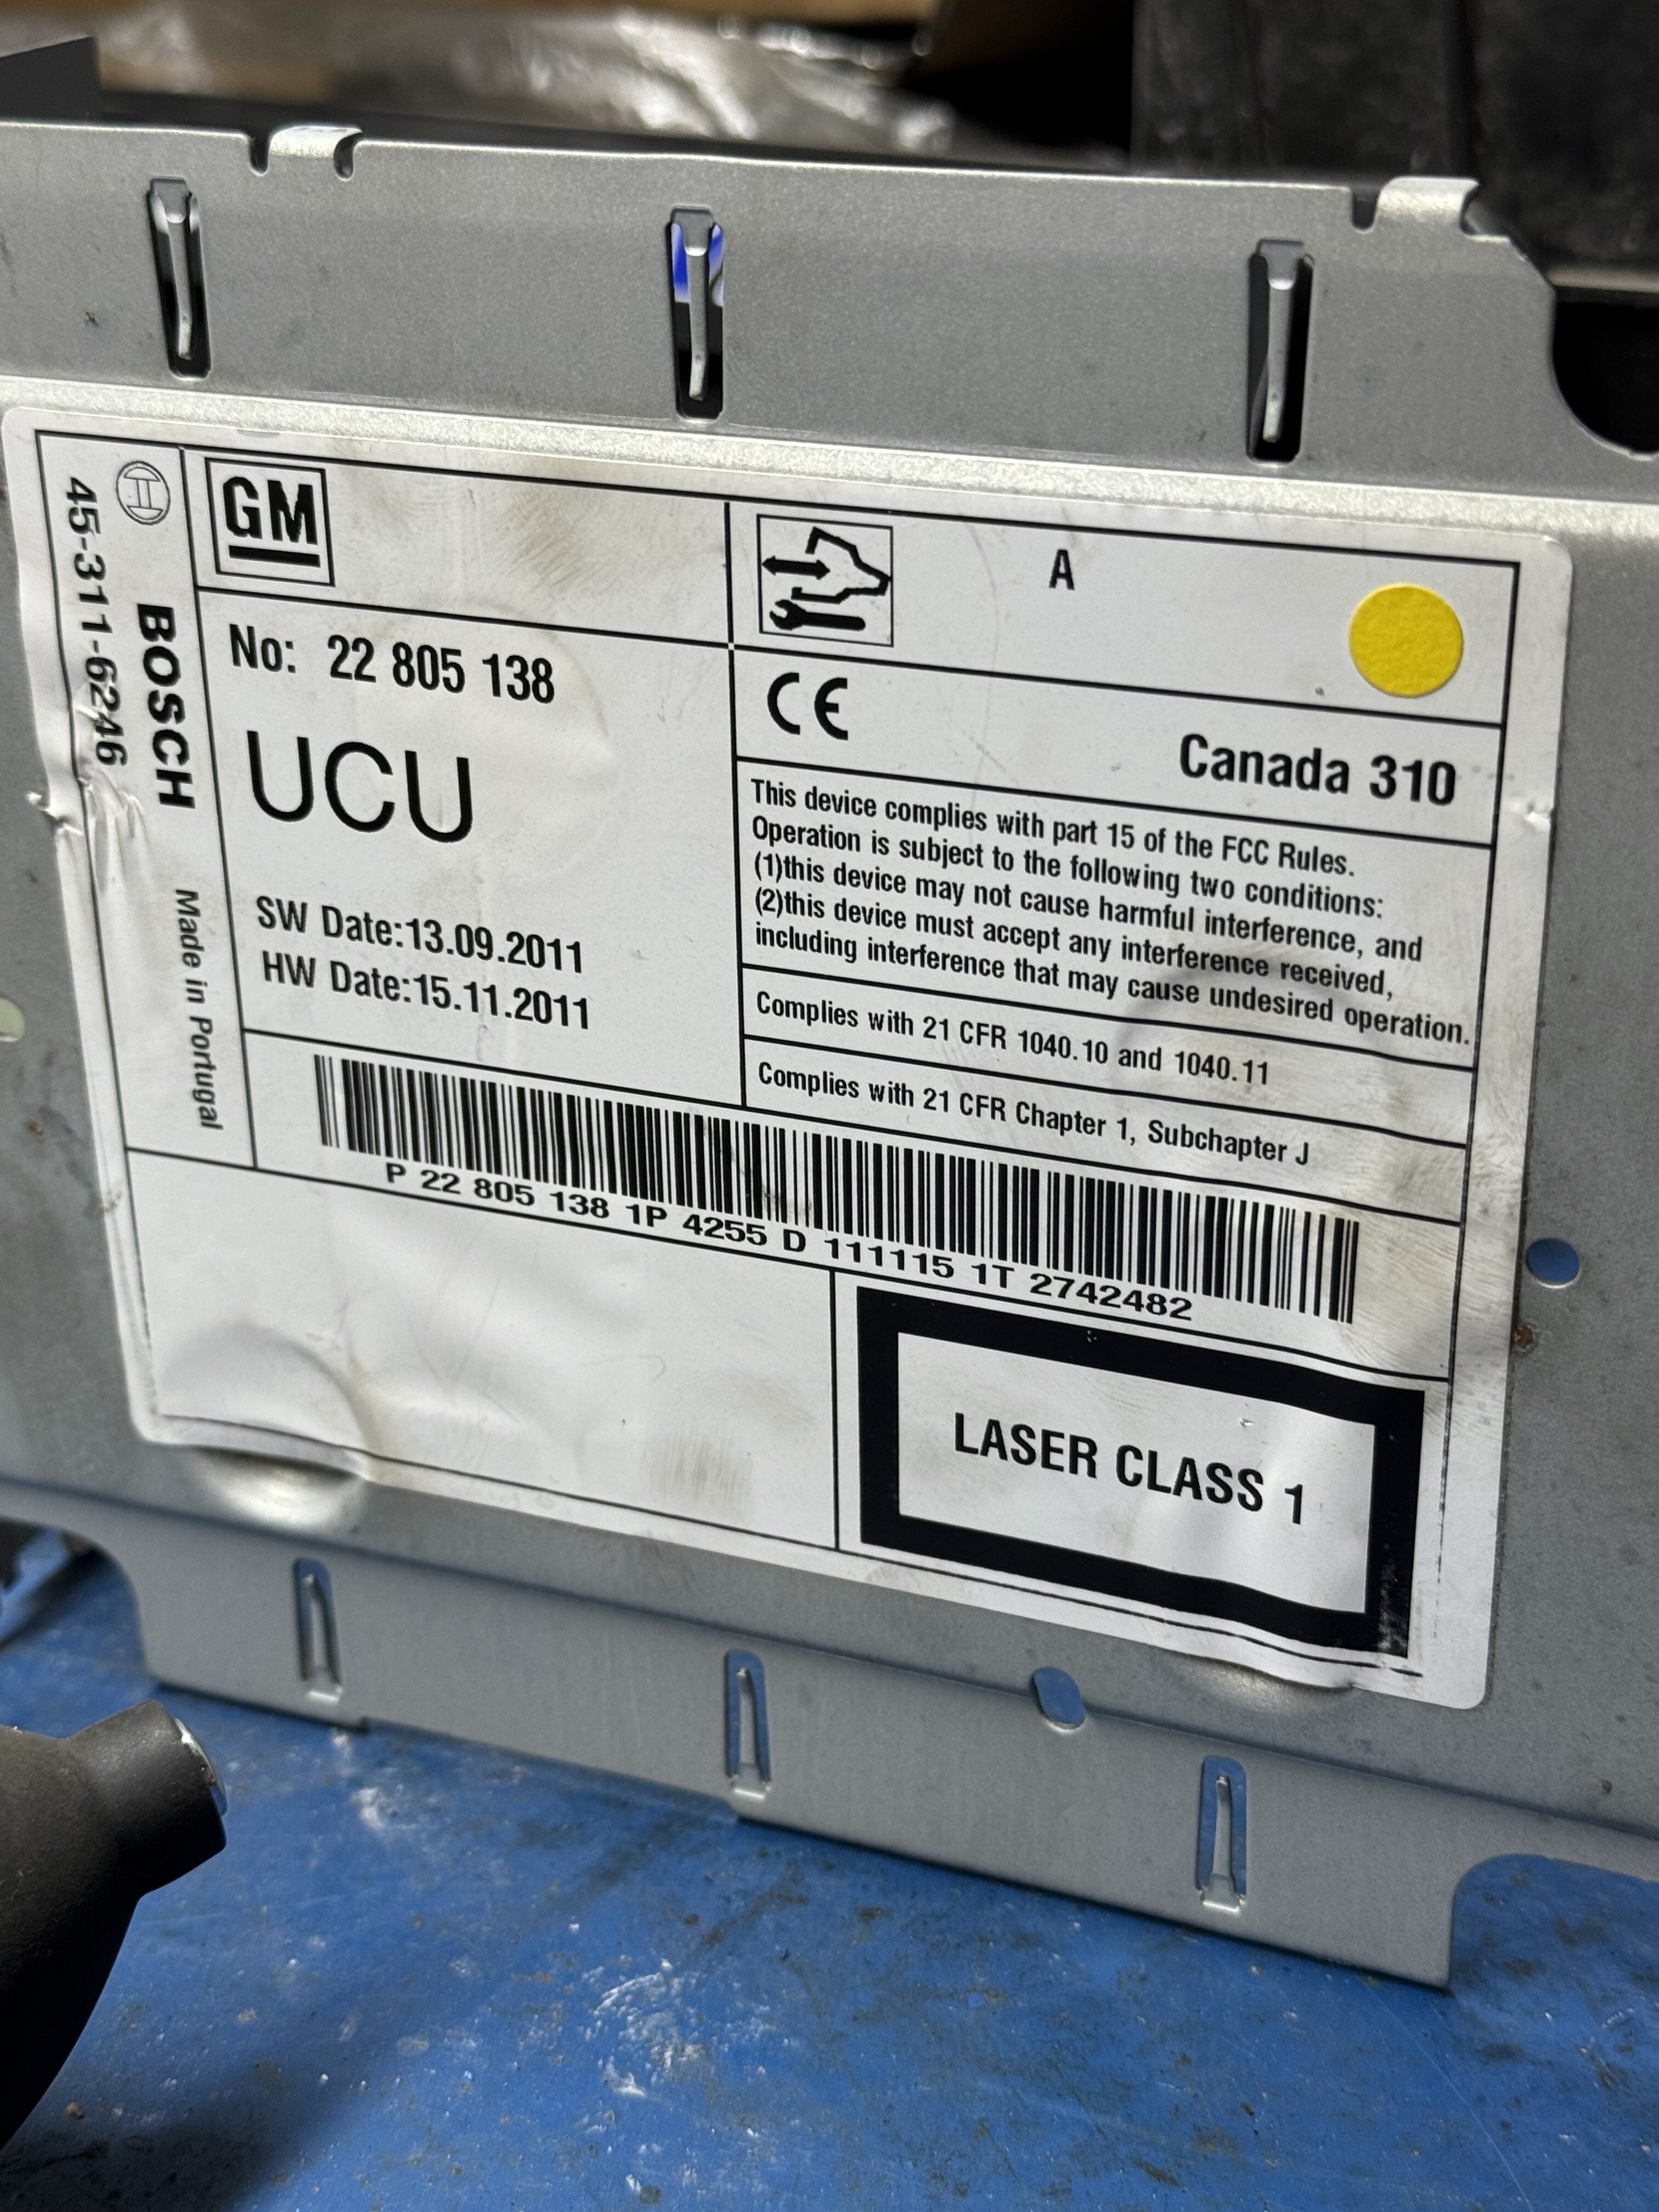 GM
A
No: 22 805 138
UCU
SW Date:13.09.2011
HW Date:15.11.2011
CE
Canada 310
This device complies with part 15 of the FCC Rules.
Operation is subject to the following two conditions:
(1)this device may not cause harmful interference, and
(2)this device must accept any interference received,
including interference that may cause undesired operation.
Complies with 21 CFR 1040.10 and 1040.11
Complies with 21 CFR Chapter 1, Subchapter J
P 22 805 138 1P 4255 D 111115 1T 2742482
LASER CLASS 1
BOSCH Made in Portugal
45-311-6246